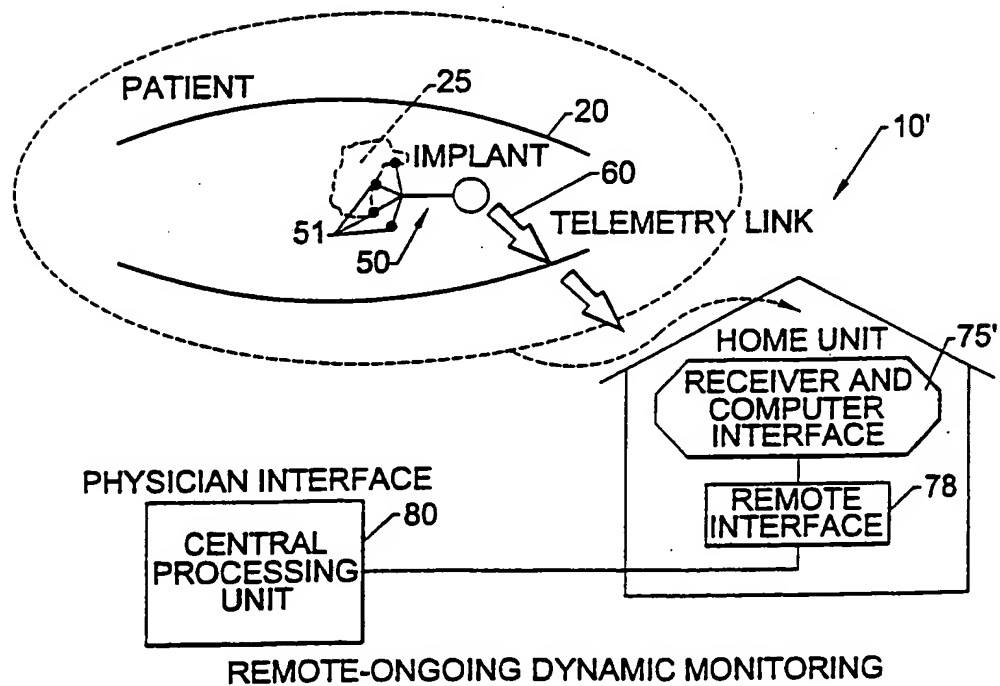 PATIENT
25
20
10'
IMPLANT
60
TELEMETRY LINK
51
50
HOME UNIT
75'
RECEIVER AND
COMPUTER
INTERFACE
PHYSICIAN INTERFACE
80
REMOTE
INTERFACE
78
CENTRAL
PROCESSING
UNIT
REMOTE-ONGOING DYNAMIC MONITORING